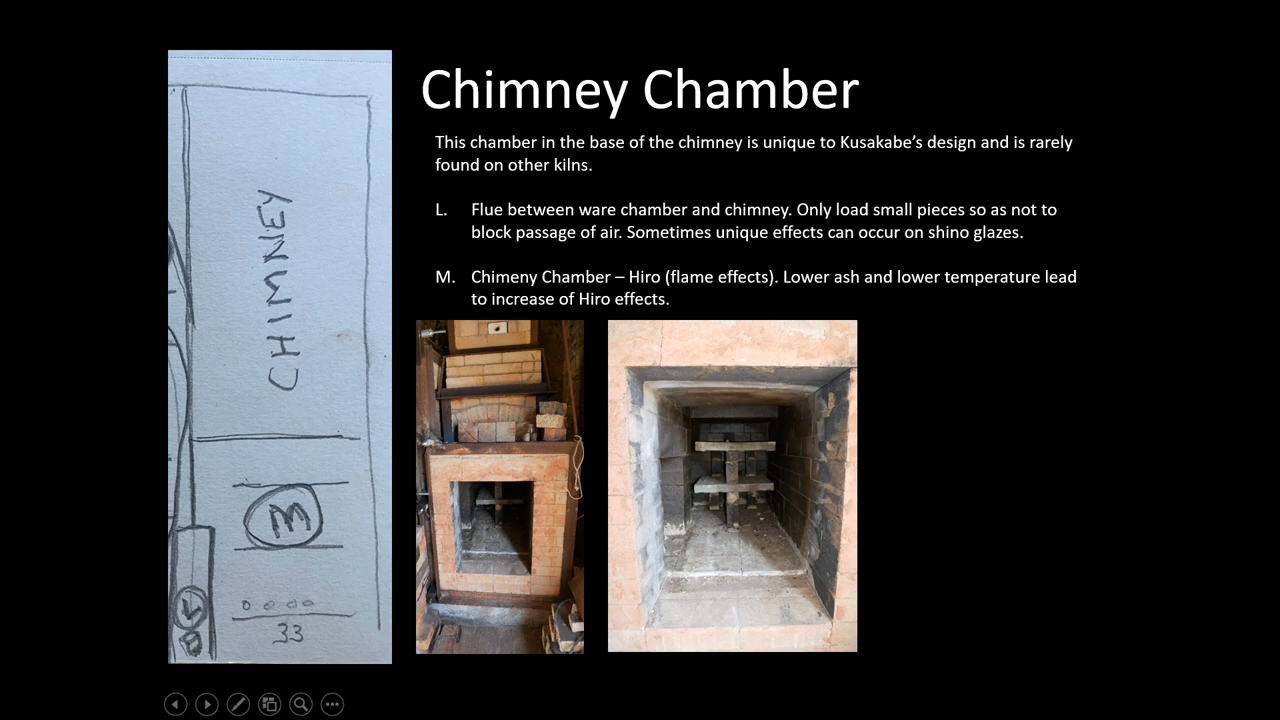 Chimney Chamber
This chamber in the base of the chimney is unique to Kusakabe’s design and is rarely
found on other kilns.
L. Flue between ware chamber and chimney. Only load small pieces so as not to
block passage of air. Sometimes unique effects can occur on shino glazes.
M. Chimeny Chamber – Hiro (flame effects). Lower ash and lower temperature lead
to increase of Hiro effects.
CHIMNEY
M
L
33